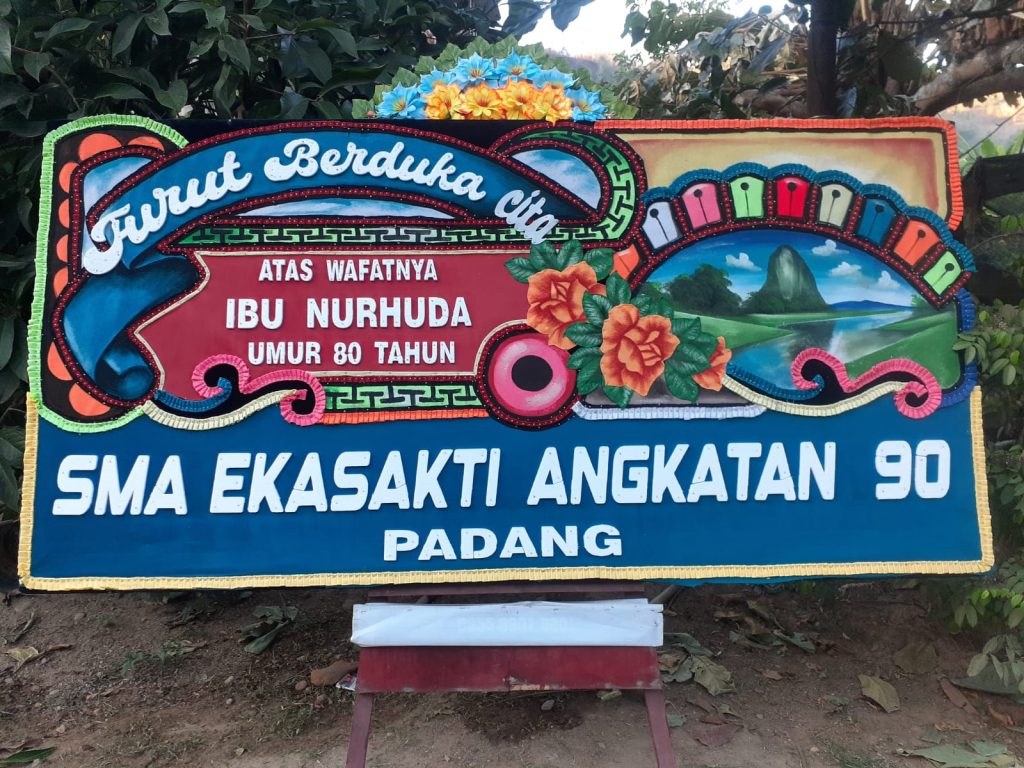 Turut Berduka cita
ATAS WAFATNYA
IBU NURHUDA
UMUR 80 TAHUN
SMA EKASAKTI ANGKATAN 90
PADANG